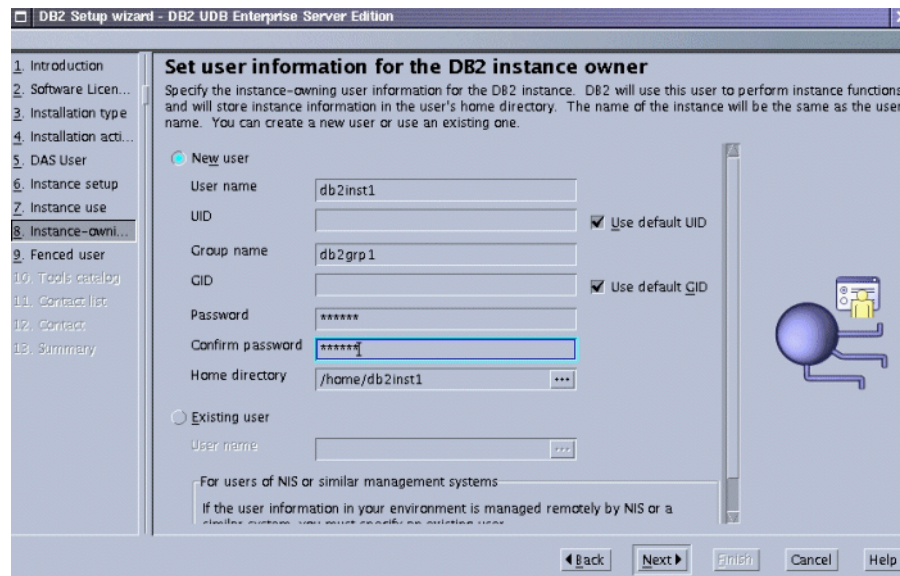 DB2 Setup wizard - DB2 UDB Enterprise Server Edition
1. Introduction
2. Software Licen...
3. Installation type
4. Installation acti...
5. DAS User
6. Instance setup
7. Instance use
8. Instance-owni...
9. Fenced user
10. Tools catalog
11. Contact list
12. Contact
13. Summary
Set user information for the DB2 instance owner
Specify the instance-owning user information for the DB2 instance. DB2 will use this user to perform instance functions
and will store instance information in the user's home directory. The name of the instance will be the same as the user
name. You can create a new user or use an existing one.
New user
User name db2inst1
UID Use default UID
Group name db2grp1
GID Use default GID
Password ******
Confirm password ******
Home directory /home/db2inst1 ...
Existing user
User name ...
For users of NIS or similar management systems
If the user information in your environment is managed remotely by NIS or a
similar system, you must specify an existing user
Back Next Finish Cancel Help